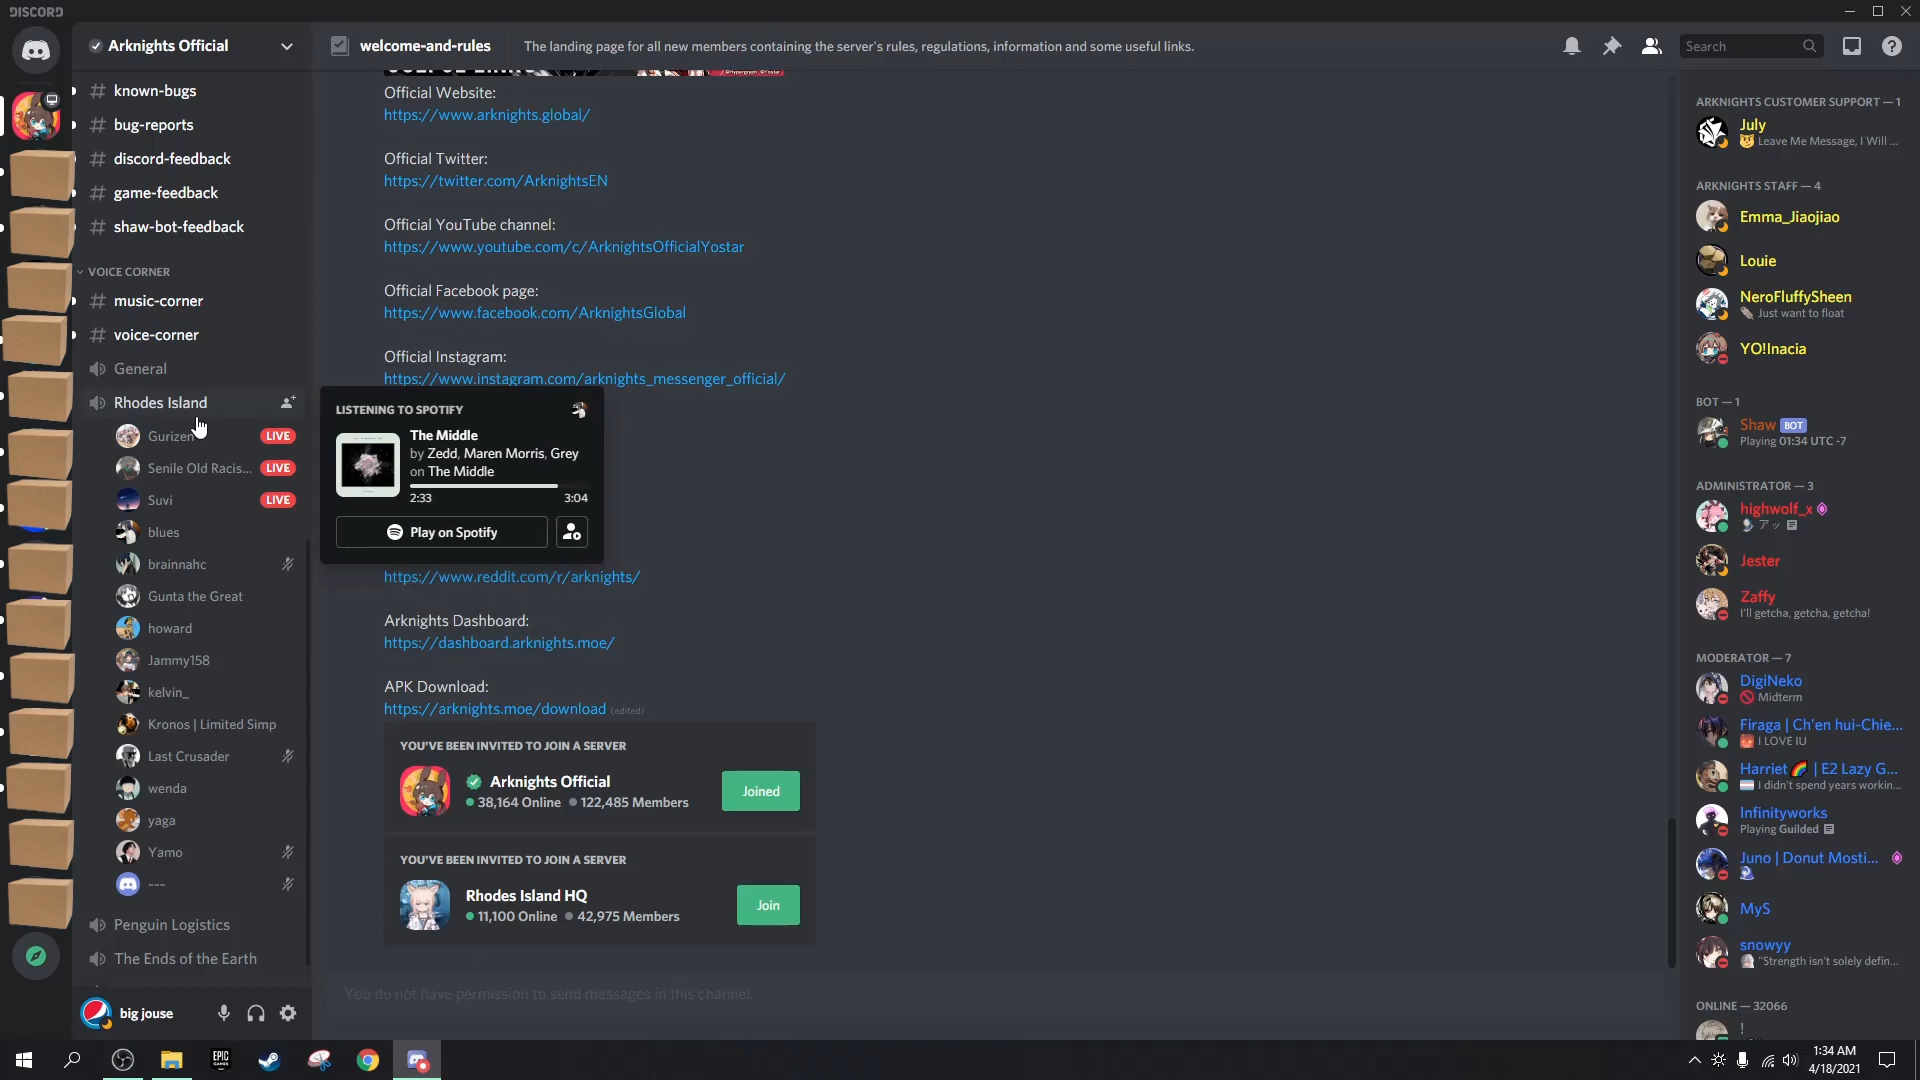 DISCORD
Arknights Official
welcome-and-rules
The landing page for all new members containing the server's rules, regulations, information and some useful links.
Search
# known-bugs
# bug-reports
# discord-feedback
# game-feedback
# shaw-bot-feedback
VOICE CORNER
# music-corner
# voice-corner
General
Rhodes Island
Gurizen LIVE
Senile Old Racis... LIVE
Suvi LIVE
blues
brainnahc
Gunta the Great
howard
Jammy158
kelvin_
Kronos | Limited Simp
Last Crusader
wenda
yaga
Yamo
---
Penguin Logistics
The Ends of the Earth
big jouse
Official Website:
https://www.arknights.global/
Official Twitter:
https://twitter.com/ArknightsEN
Official YouTube channel:
https://www.youtube.com/c/ArknightsOfficialYostar
Official Facebook page:
https://www.facebook.com/ArknightsGlobal
Official Instagram:
https://www.instagram.com/arknights_messenger_official/
LISTENING TO SPOTIFY
The Middle
by Zedd, Maren Morris, Grey
on The Middle
2:33 3:04
Play on Spotify
https://www.reddit.com/r/arknights/
Arknights Dashboard:
https://dashboard.arknights.moe/
APK Download:
https://arknights.moe/download (edited)
YOU'VE BEEN INVITED TO JOIN A SERVER
Arknights Official
38,164 Online 122,485 Members
Joined
YOU'VE BEEN INVITED TO JOIN A SERVER
Rhodes Island HQ
11,100 Online 42,975 Members
Join
You do not have permission to send messages in this channel.
ARKNIGHTS CUSTOMER SUPPORT — 1
July
Leave Me Message, I Will ...
ARKNIGHTS STAFF — 4
Emma_Jiaojiao
Louie
NeroFluffySheen
Just want to float
YO!Inacia
BOT — 1
Shaw BOT
Playing 01:34 UTC -7
ADMINISTRATOR — 3
highwolf_x
アッ
Jester
Zaffy
I'll getcha, getcha, getcha!
MODERATOR — 7
DigiNeko
Midterm
Firaga | Ch'en hui-Chie...
I LOVE IU
Harriet🌈 | E2 Lazy G...
I didn't spend years workin...
Infinityworks
Playing Guilded
Juno | Donut Mosti...
MyS
snowyy
"Strength isn't solely defin...
ONLINE — 32066
!
EPIC GAMES
1:34 AM
4/18/2021